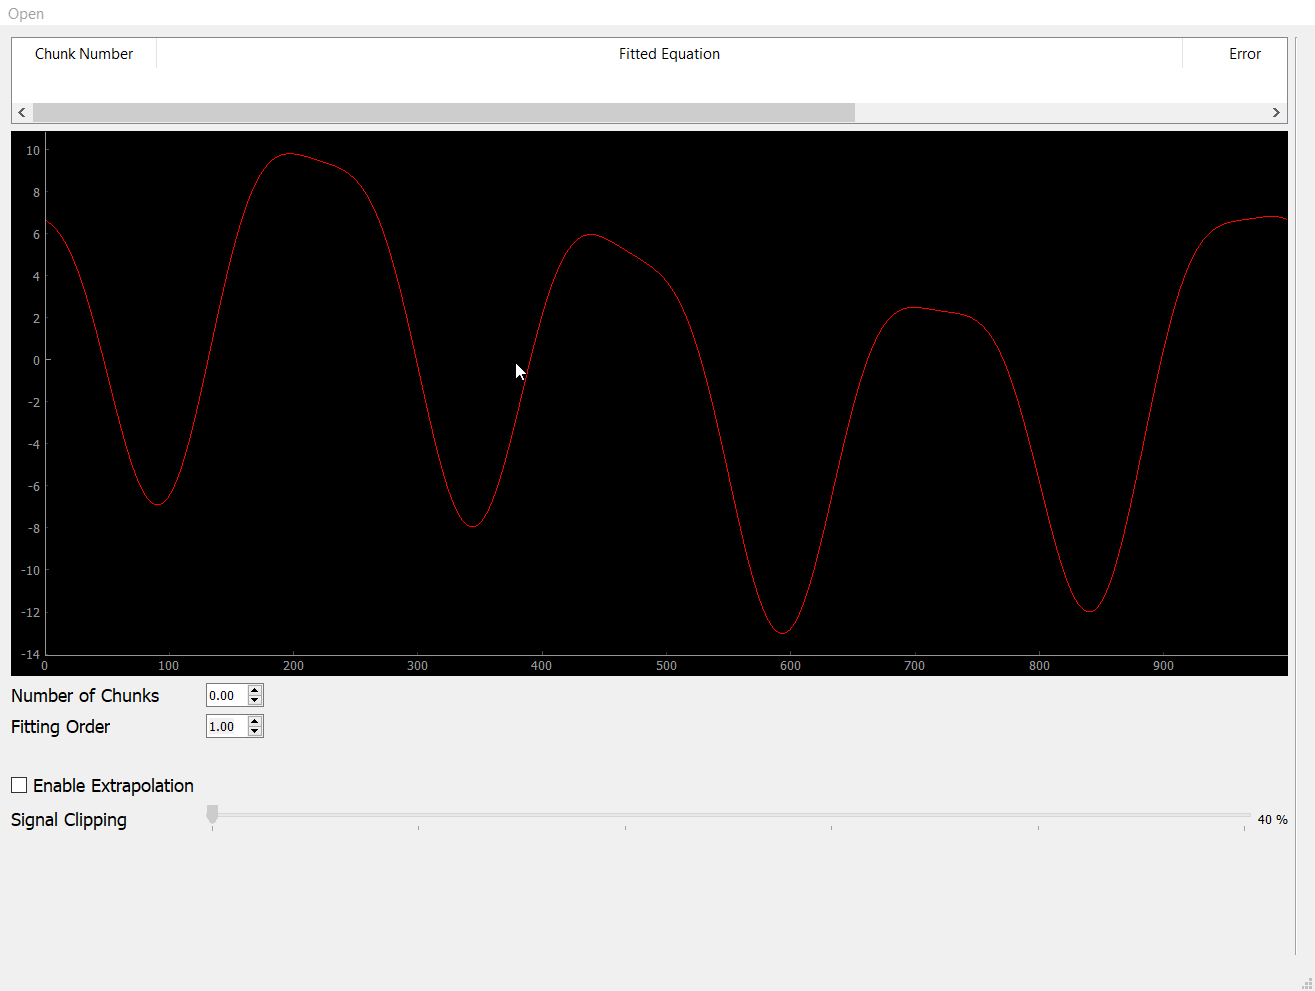 Open
Chunk Number Fitted Equation Error
10
8
6
4
2
0
-2
-4
-6
-8
-10
-12
-14
0 100 200 300 400 500 600 700 800 900
Number of Chunks 0.00
Fitting Order 1.00
Enable Extrapolation
Signal Clipping 40 %